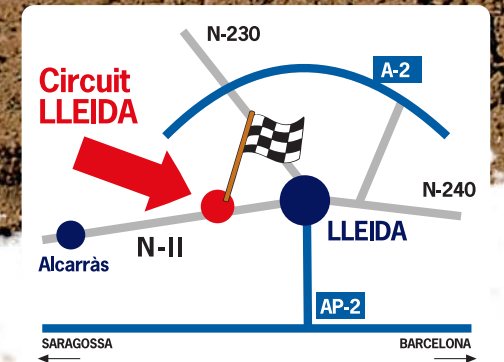 N-230
A-2
Circuit
LLEIDA
N-240
LLEIDA
N-II
Alcarràs
AP-2
SARAGOSSA
BARCELONA